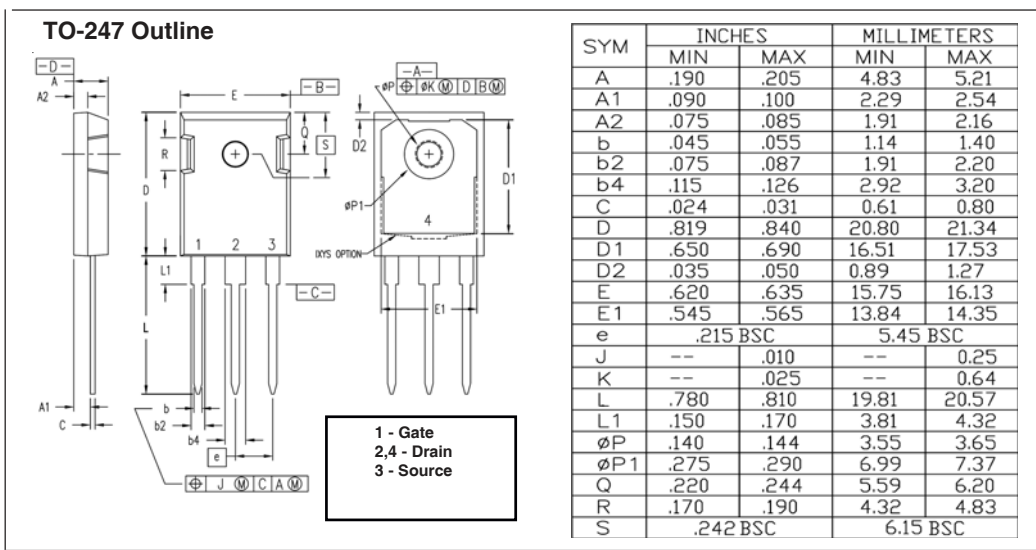 TO-247 Outline
-D-
A
A2
E
-B-
-A-
øP ⌖ øK Ⓜ D B Ⓜ
Q
S
D2
R
D
D1
øP1
4
1 2 3
IXYS OPTION
L1
-C-
E1
L
A1
C
b
b2
b4
e
⌖ J Ⓜ C A Ⓜ
1 - Gate
2,4 - Drain
3 - Source
SYM INCHES MILLIMETERS
MIN MAX MIN MAX
A .190 .205 4.83 5.21
A1 .090 .100 2.29 2.54
A2 .075 .085 1.91 2.16
b .045 .055 1.14 1.40
b2 .075 .087 1.91 2.20
b4 .115 .126 2.92 3.20
C .024 .031 0.61 0.80
D .819 .840 20.80 21.34
D1 .650 .690 16.51 17.53
D2 .035 .050 0.89 1.27
E .620 .635 15.75 16.13
E1 .545 .565 13.84 14.35
e .215 BSC 5.45 BSC
J -- .010 -- 0.25
K -- .025 -- 0.64
L .780 .810 19.81 20.57
L1 .150 .170 3.81 4.32
øP .140 .144 3.55 3.65
øP1 .275 .290 6.99 7.37
Q .220 .244 5.59 6.20
R .170 .190 4.32 4.83
S .242 BSC 6.15 BSC